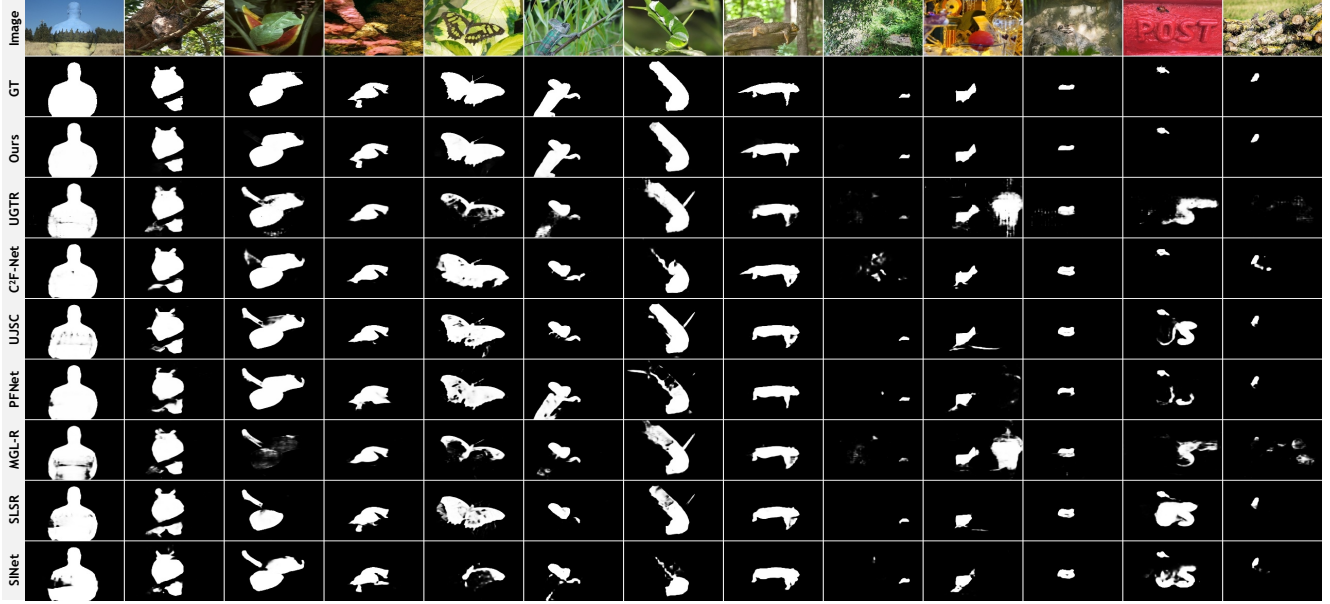 Image
POST
GT
Ours
UGTR
C²F-Net
UJSC
PFNet
MGL-R
SLSR
SINet